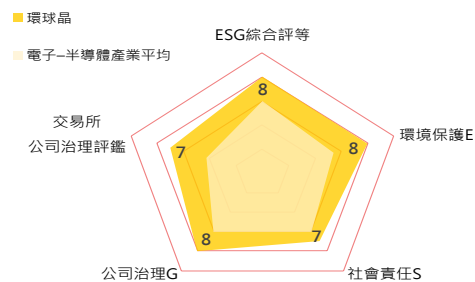 環球晶
電子–半導體產業平均
ESG綜合評等
8
環境保護E
8
社會責任S
7
公司治理G
8
交易所
公司治理評鑑
7